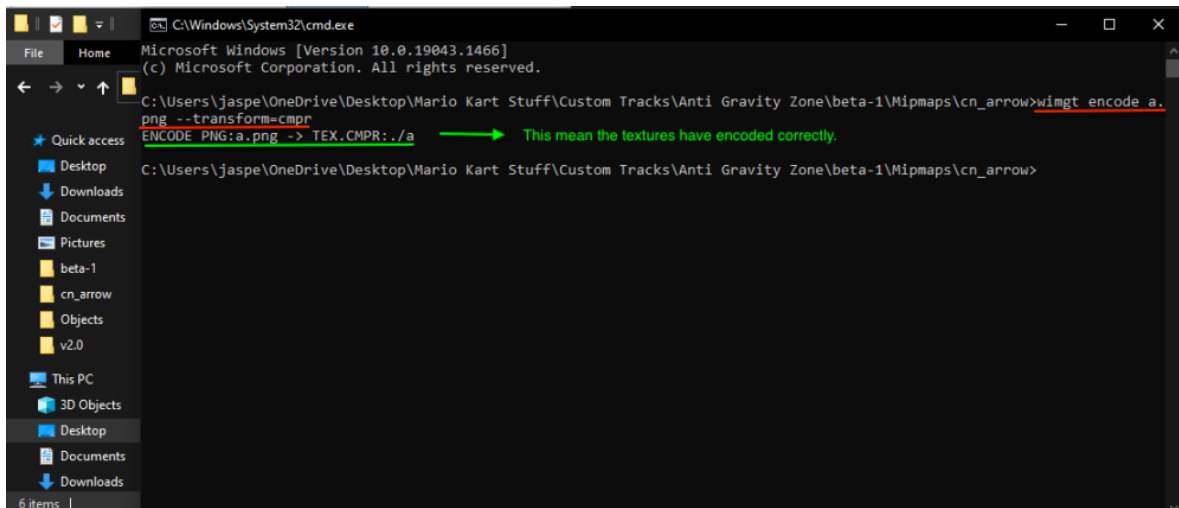 C:\Windows\System32\cmd.exe
File Home
Microsoft Windows [Version 10.0.19043.1466]
(c) Microsoft Corporation. All rights reserved.
C:\Users\jaspe\OneDrive\Desktop\Mario Kart Stuff\Custom Tracks\Anti Gravity Zone\beta-1\Mipmaps\cn_arrow>wimgt encode a.
png --transform=cmpr
ENCODE PNG:a.png -> TEX.CMPR:./a
This mean the textures have encoded correctly.
C:\Users\jaspe\OneDrive\Desktop\Mario Kart Stuff\Custom Tracks\Anti Gravity Zone\beta-1\Mipmaps\cn_arrow>
Quick access
Desktop
Downloads
Documents
Pictures
beta-1
cn_arrow
Objects
v2.0
This PC
3D Objects
Desktop
Documents
Downloads
6 items